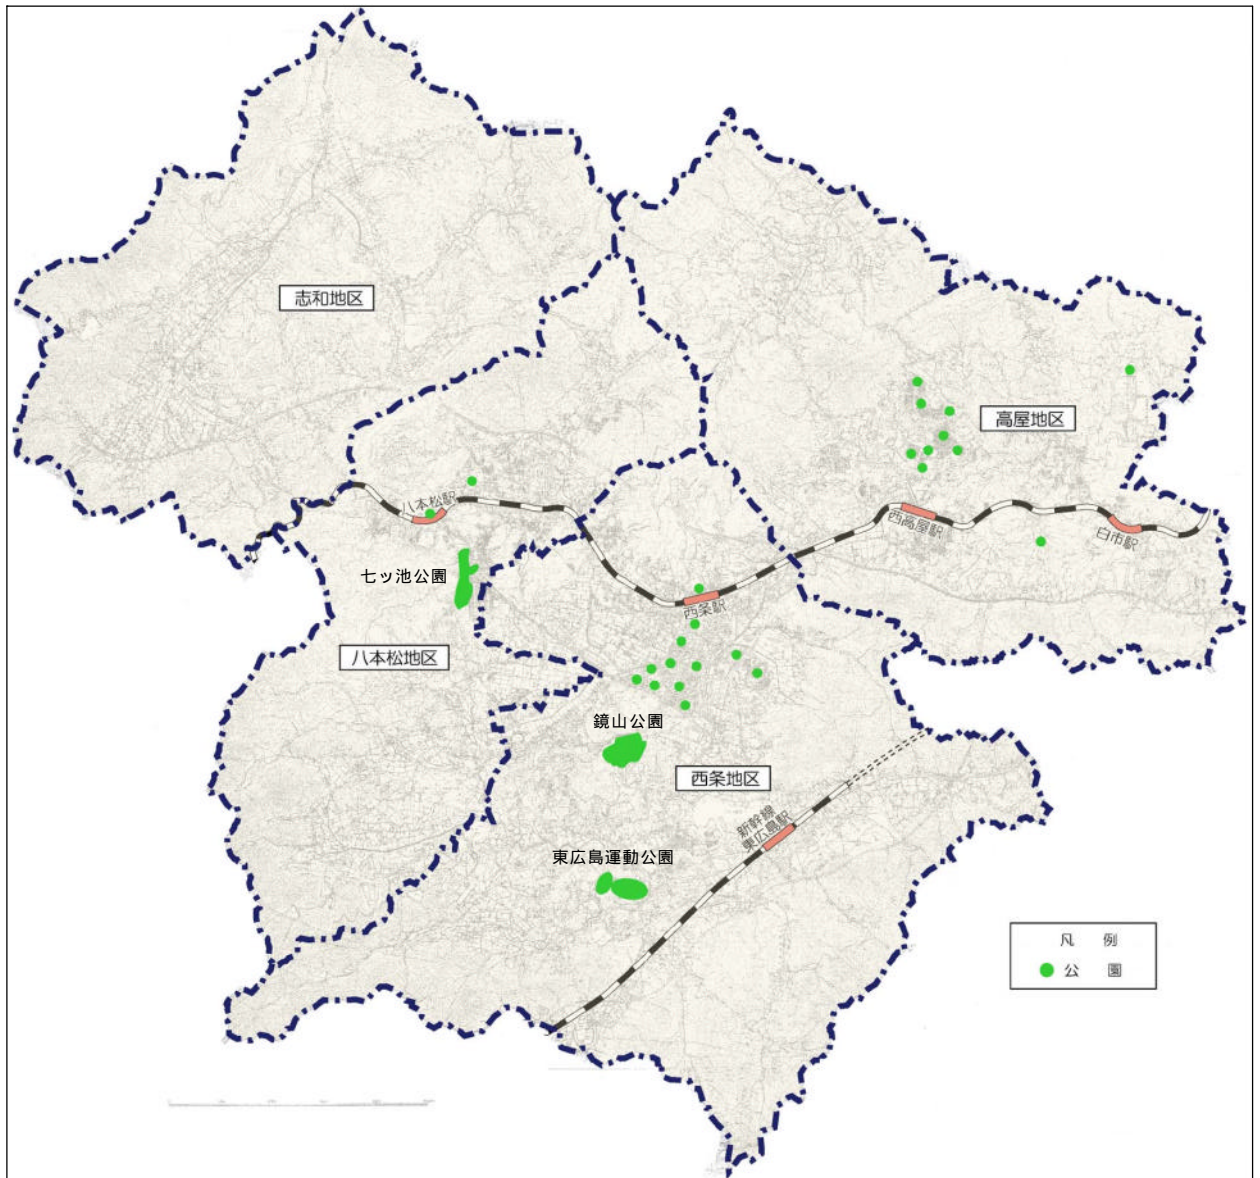 志和地区
高屋地区
八本松駅
西高屋駅
白市駅
七ッ池公園
西条駅
八本松地区
鏡山公園
西条地区
新幹線
東広島駅
東広島運動公園
凡 例
公 園